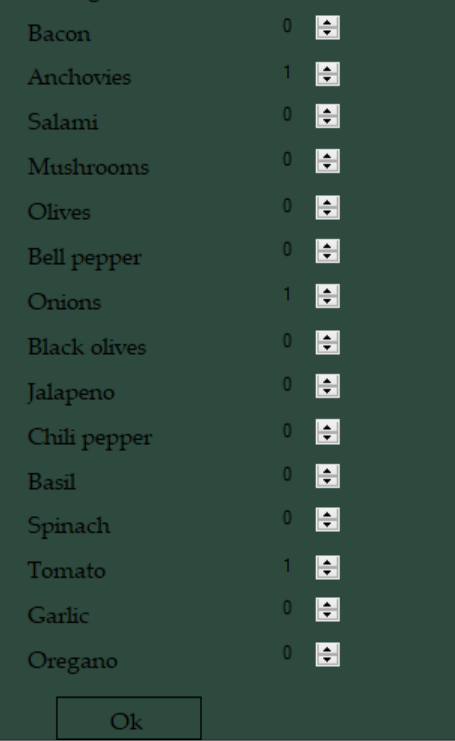 Bacon 0
Anchovies 1
Salami 0
Mushrooms 0
Olives 0
Bell pepper 0
Onions 1
Black olives 0
Jalapeno 0
Chili pepper 0
Basil 0
Spinach 0
Tomato 1
Garlic 0
Oregano 0
Ok